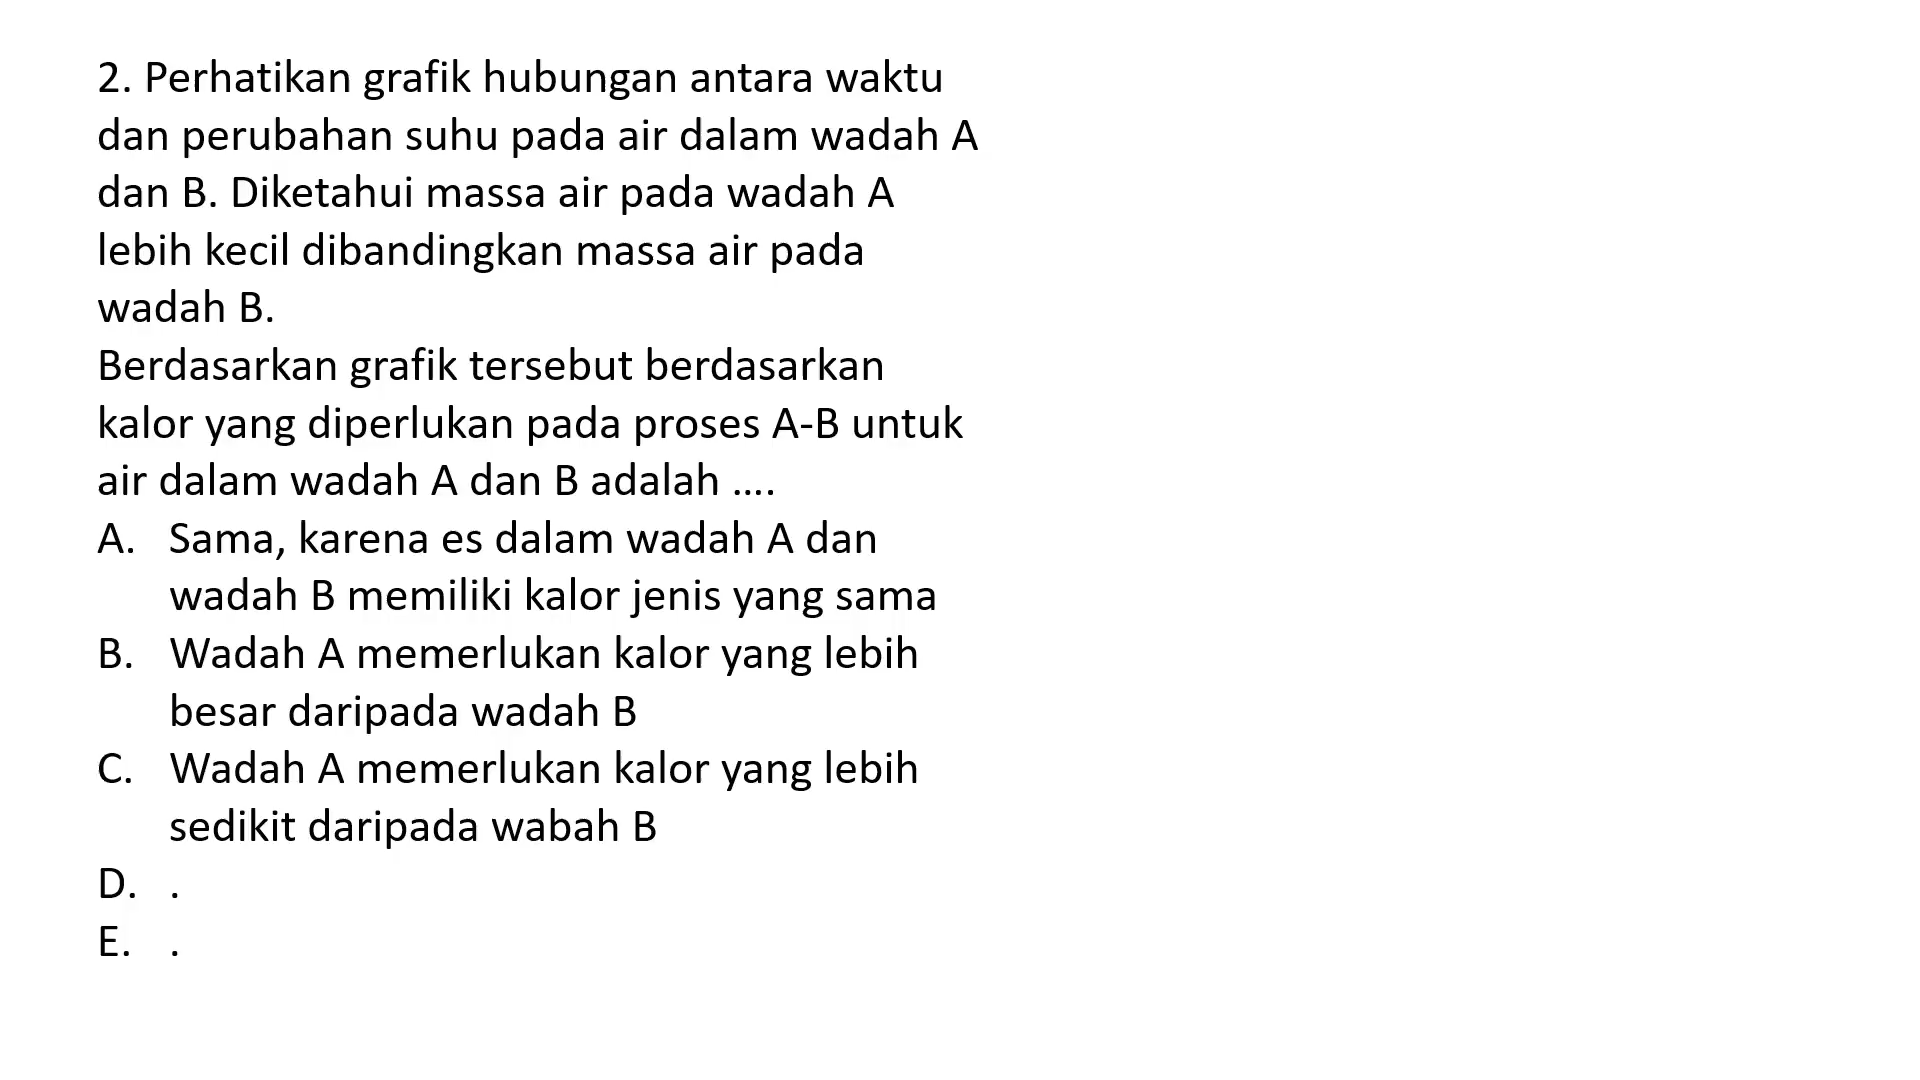 2. Perhatikan grafik hubungan antara waktu
dan perubahan suhu pada air dalam wadah A
dan B. Diketahui massa air pada wadah A
lebih kecil dibandingkan massa air pada
wadah B.
Berdasarkan grafik tersebut berdasarkan
kalor yang diperlukan pada proses A-B untuk
air dalam wadah A dan B adalah ....
A. Sama, karena es dalam wadah A dan
wadah B memiliki kalor jenis yang sama
B. Wadah A memerlukan kalor yang lebih
besar daripada wadah B
C. Wadah A memerlukan kalor yang lebih
sedikit daripada wabah B
D. .
E. .